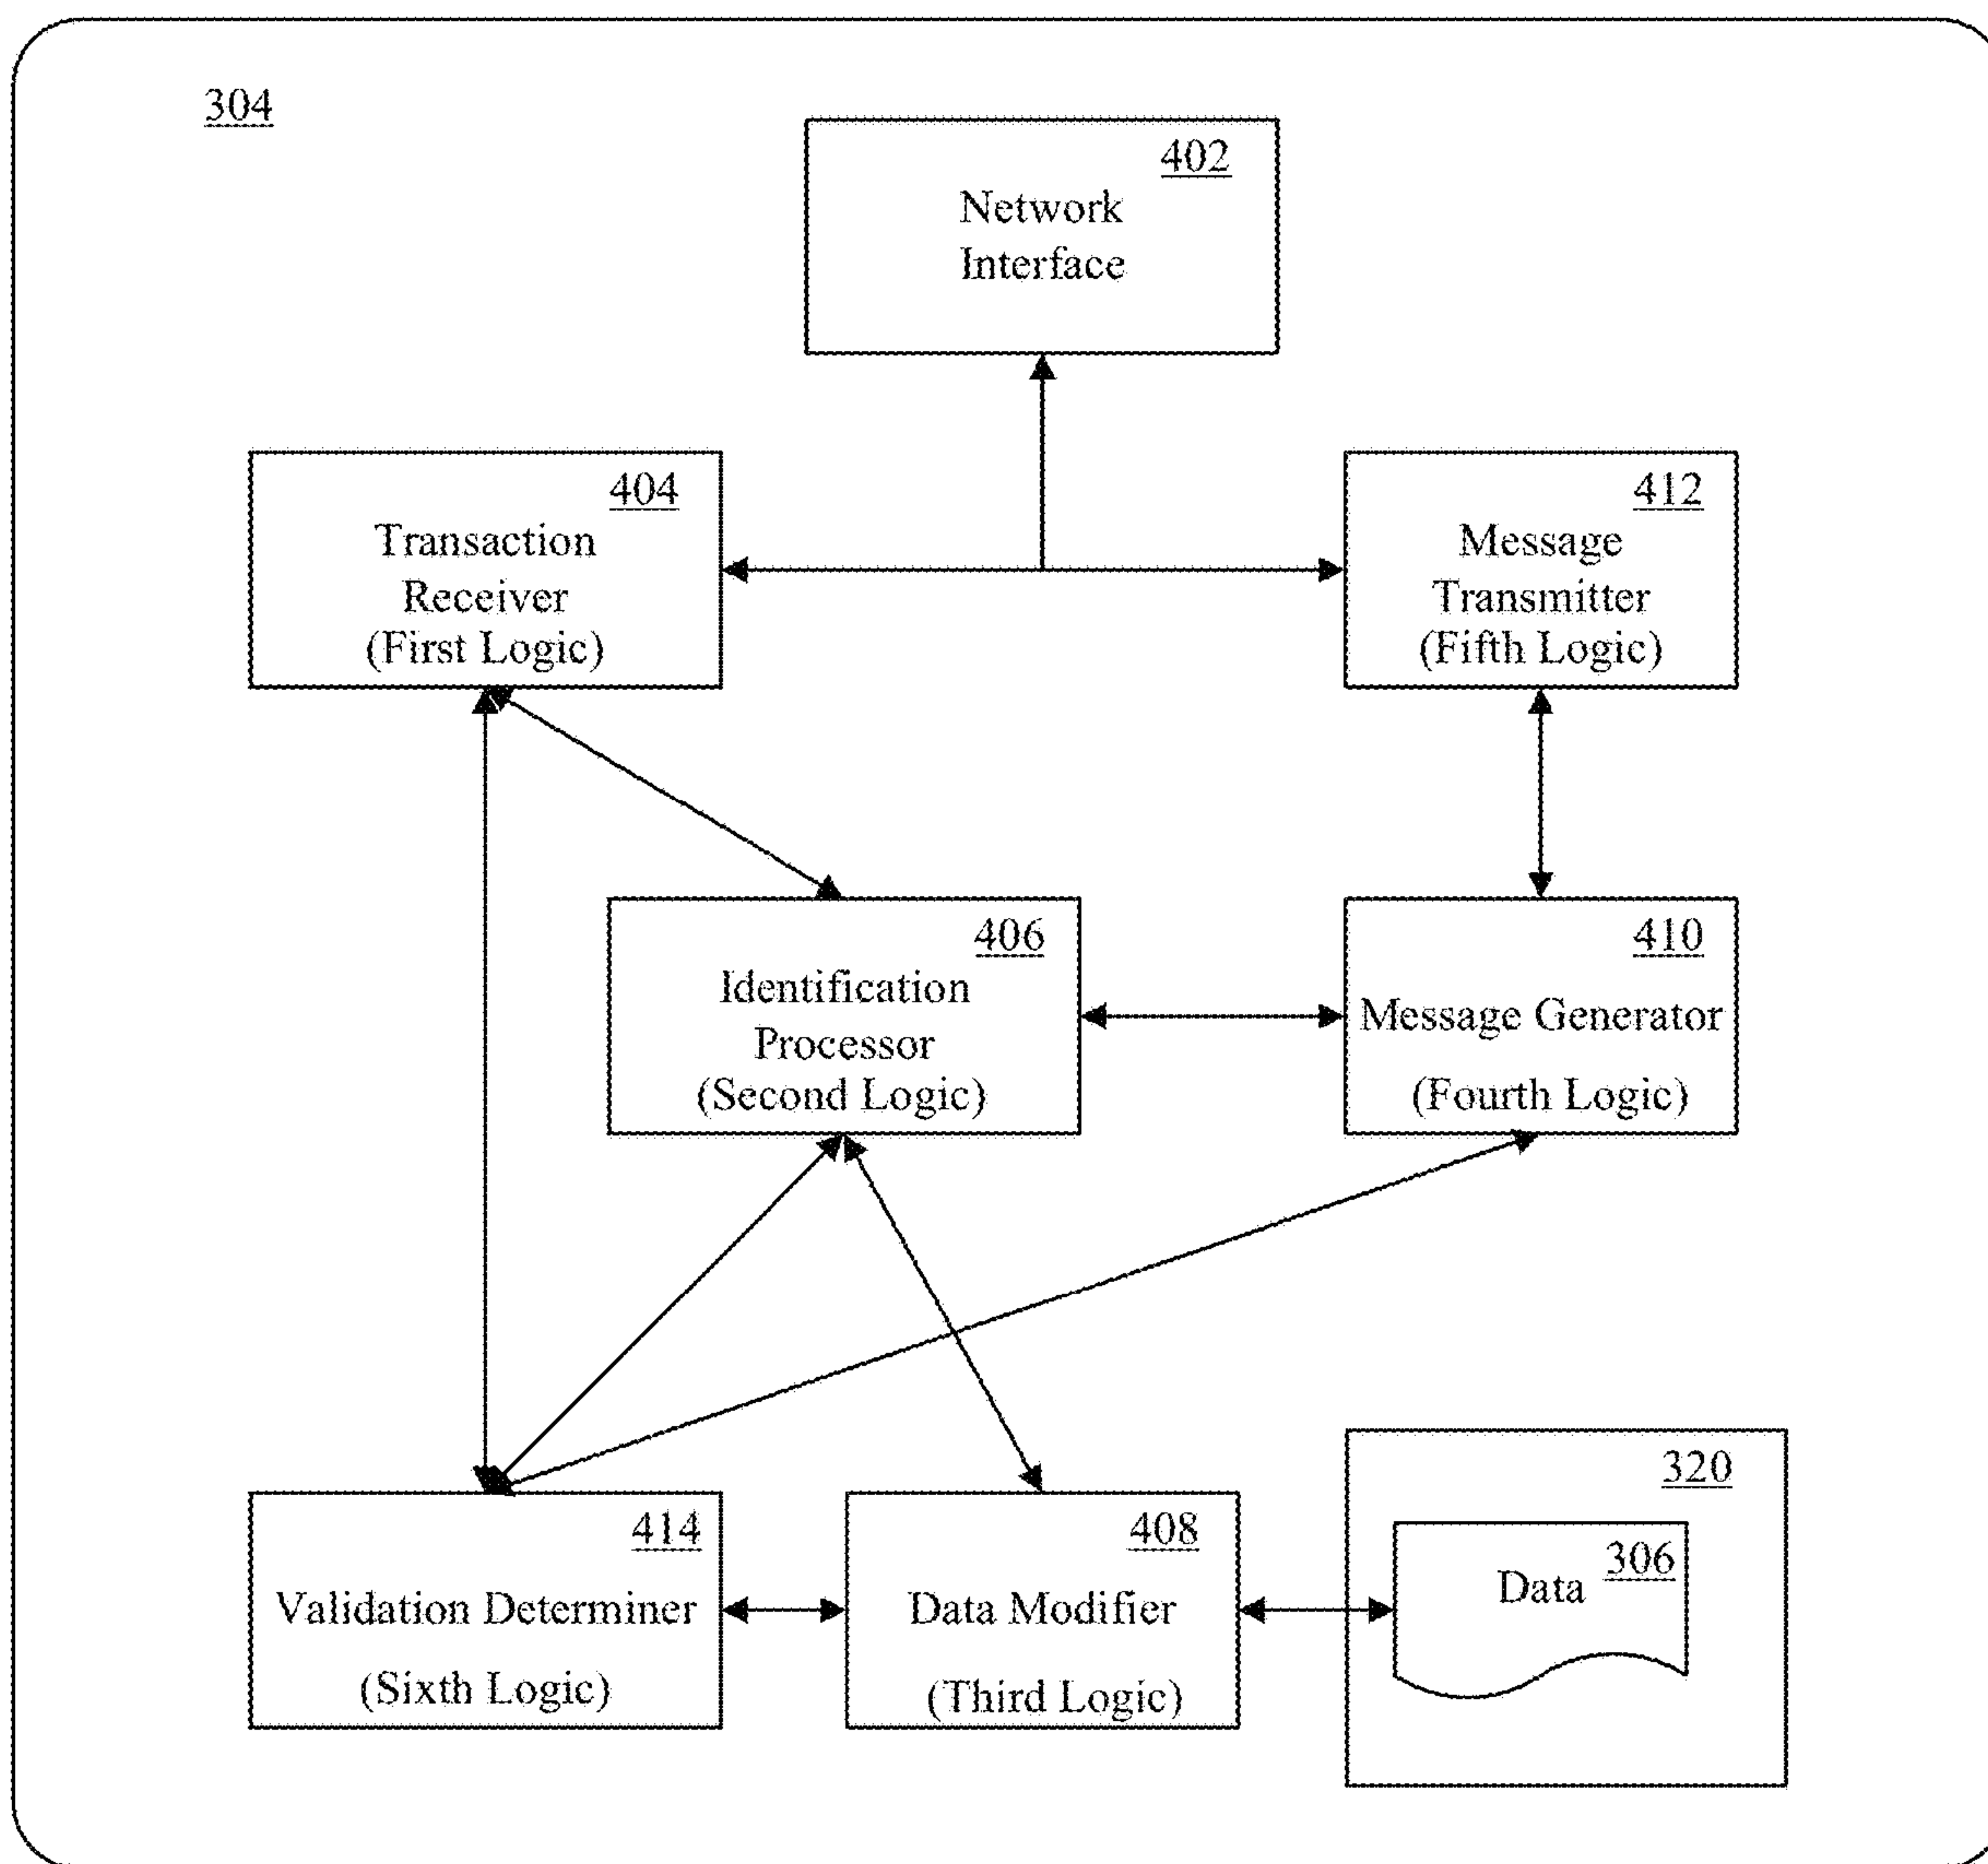 304
402
Network
Interface
404
Transaction
Receiver
(First Logic)
412
Message
Transmitter
(Fifth Logic)
406
Identification
Processor
(Second Logic)
410
Message Generator
(Fourth Logic)
414
Validation Determiner
(Sixth Logic)
408
Data Modifier
(Third Logic)
320
306
Data